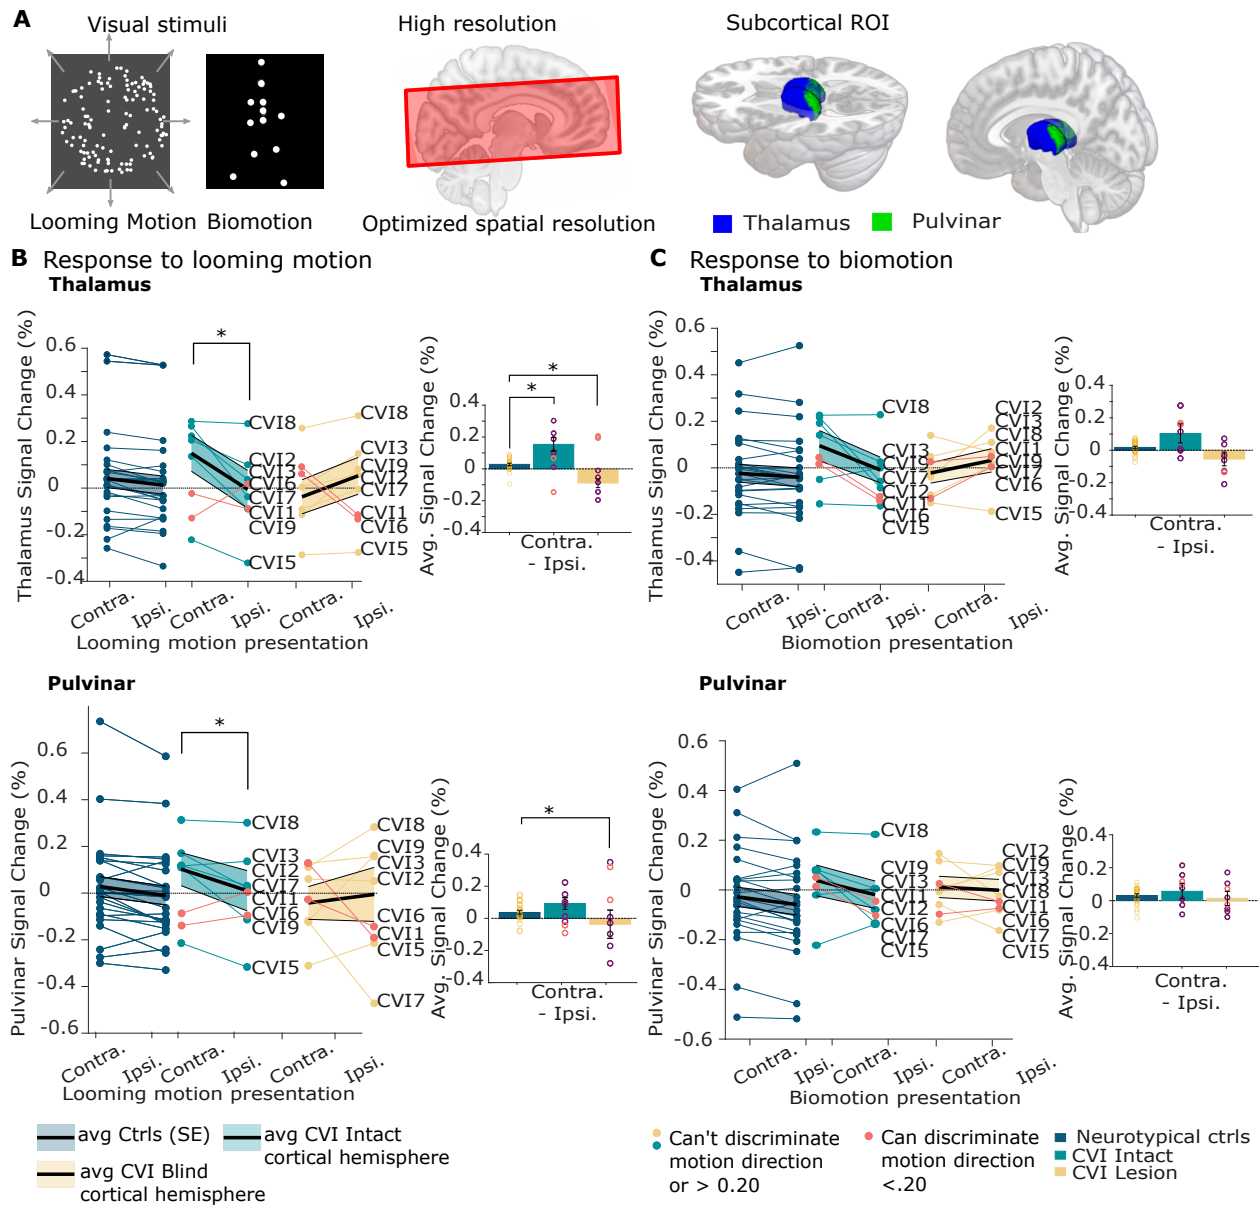 A
Visual stimuli
High resolution
Subcortical ROI
Looming Motion
Biomotion
Optimized spatial resolution
Thalamus
Pulvinar
B Response to looming motion
Thalamus
Thalamus Signal Change (%)
0.6
0.4
0.2
0
-0.2
-0.4
*
CVI8
CVI2
CVI3
CVI6
CVI7
CVI1
CVI9
CVI5
CVI8
CVI3
CVI9
CVI2
CVI7
CVI1
CVI6
CVI5
Contra.
Ipsi.
Contra.
Ipsi.
Contra.
Ipsi.
Looming motion presentation
Avg. Signal Change (%)
0.4
0.2
0
-0.2
0.4
*
*
Contra.
- Ipsi.
Pulvinar
Pulvinar Signal Change (%)
0.6
0.4
0.2
0
-0.2
-0.4
-0.6
*
CVI8
CVI3
CVI2
CVI7
CVI1
CVI6
CVI9
CVI5
CVI8
CVI9
CVI3
CVI2
CVI6
CVI1
CVI5
CVI7
Contra.
Ipsi.
Contra.
Ipsi.
Contra.
Ipsi.
Looming motion presentation
Avg. Signal Change (%)
0.4
0.2
0
-0.2
0.4
*
Contra.
- Ipsi.
C Response to biomotion
Thalamus
Thalamus Signal Change (%)
0.6
0.4
0.2
0
-0.2
-0.4
CVI8
CVI3
CVI9
CVI2
CVI1
CVI6
CVI5
CVI2
CVI3
CVI8
CVI1
CVI9
CVI7
CVI6
CVI5
Contra.
Ipsi.
Contra.
Ipsi.
Contra.
Ipsi.
Biomotion presentation
Avg. Signal Change (%)
0.4
0.2
0
-0.2
0.4
Contra.
- Ipsi.
Pulvinar
Pulvinar Signal Change (%)
0.6
0.4
0.2
0
-0.2
-0.4
-0.6
CVI8
CVI9
CVI3
CVI1
CVI2
CVI6
CVI7
CVI5
CVI2
CVI9
CVI3
CVI8
CVI1
CVI6
CVI7
CVI5
Contra.
Ipsi.
Contra.
Ipsi.
Contra.
Ipsi.
Biomotion presentation
Avg. Signal Change (%)
0.4
0.2
0
-0.2
0.4
Contra.
- Ipsi.
avg Ctrls (SE)
avg CVI Intact
cortical hemisphere
avg CVI Blind
cortical hemisphere
Can't discriminate
motion direction
or > 0.20
Can discriminate
motion direction
<.20
Neurotypical ctrls
CVI Intact
CVI Lesion